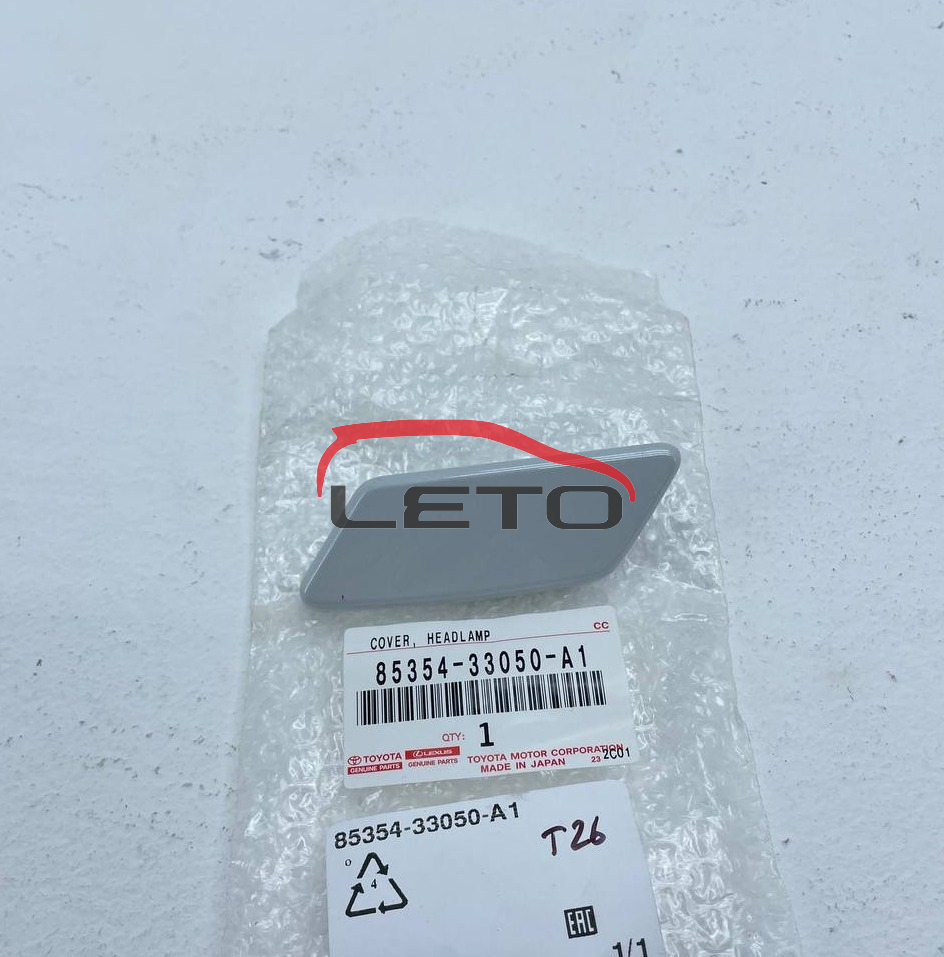 LETO
COVER, HEADLAMP
CC
85354-33050-A1
QTY: 1
TOYOTA LEXUS TOYOTA MOTOR CORPORATION
GENUINE PARTS GENUINE PARTS MADE IN JAPAN 23 2C01
85354-33050-A1
T26
4
EAC
1/1